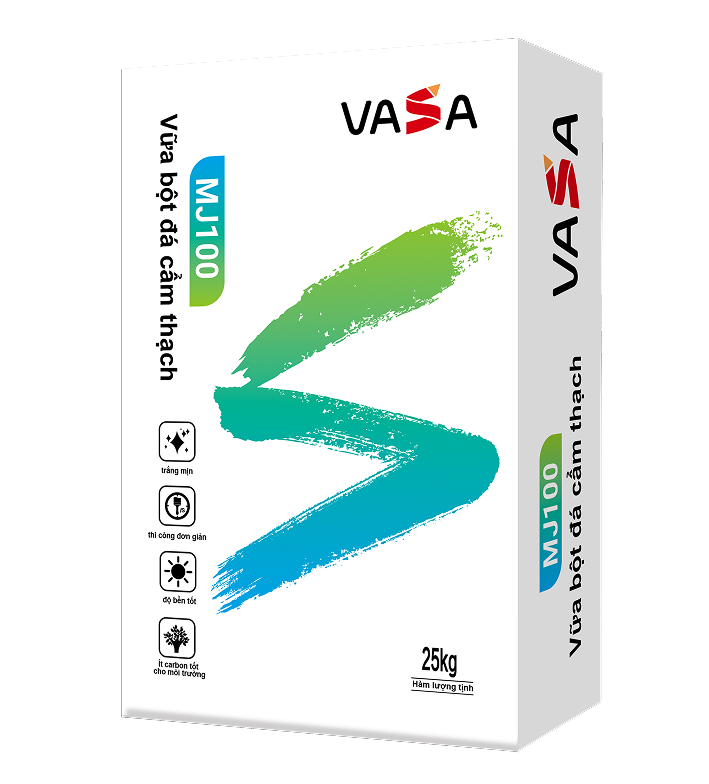 VASA
MJ100
Vữa bột đá cẩm thạch
trắng mịn
thi công đơn giản
độ bền tốt
Ít carbon tốt
cho môi trường
25kg
Hàm lượng tịnh
VASA
MJ100
Vữa bột đá cẩm thạch